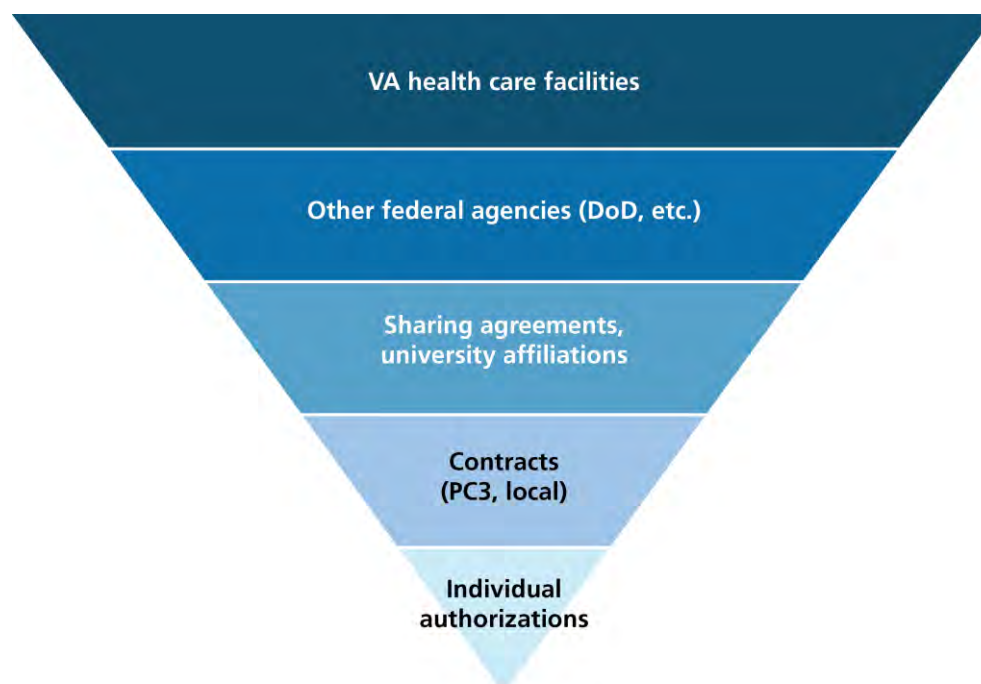 VA health care facilities
Other federal agencies (DoD, etc.)
Sharing agreements,
university affiliations
Contracts
(PC3, local)
Individual
authorizations